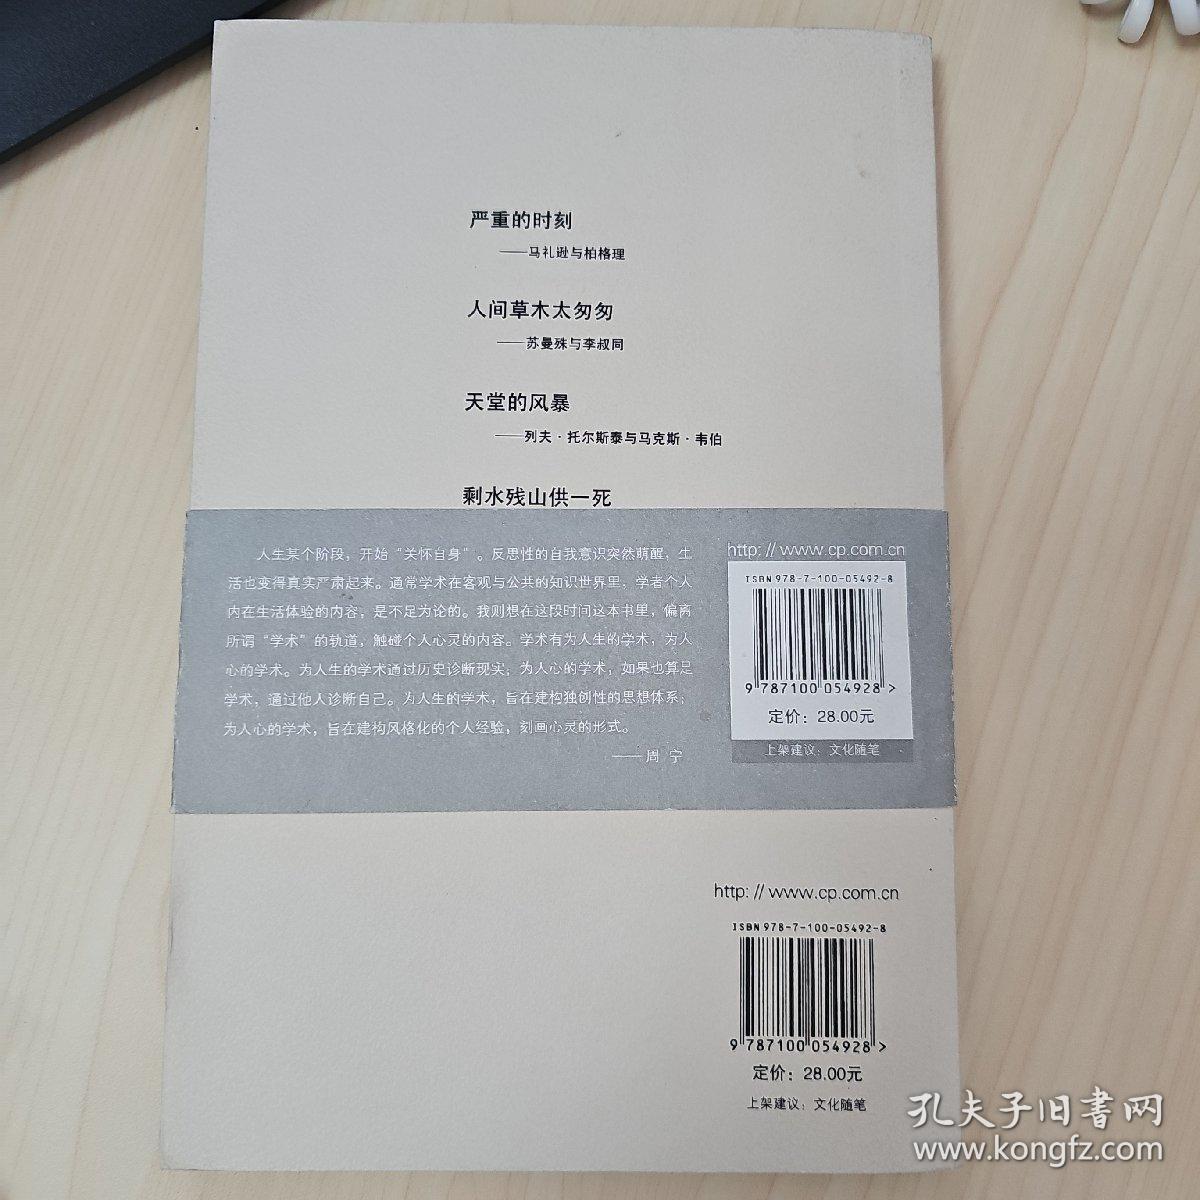 严重的时刻
——马礼逊与柏格理
人间草木太匆匆
——苏曼殊与李叔同
天堂的风暴
——列夫·托尔斯泰与马克斯·韦伯
剩水残山供一死
人生某个阶段，开始“关怀自身”。反思性的自我意识突然萌醒，生
活也变得真实严肃起来。通常学术在客观与公共的知识世界里，学者个人
内在生活体验的内容，是不足为论的。我则想在这段时间这本书里，偏离
所谓“学术”的轨道，触碰个人心灵的内容。学术有为人生的学术，为人
心的学术。为人生的学术通过历史诊断现实；为人心的学术，如果也算是
学术，通过他人诊断自己。为人生的学术，旨在建构独创性的思想体系；
为人心的学术，旨在建构风格化的个人经验，刻画心灵的形式。
——周 宁
http://www.cp.com.cn
ISBN 978-7-100-05492-8
9 787100 054928 >
定价：28.00元
上架建议：文化随笔
http://www.cp.com.cn
ISBN 978-7-100-05492-8
9 787100 054928 >
定价：28.00元
上架建议：文化随笔
孔夫子旧書网
www.kongfz.com